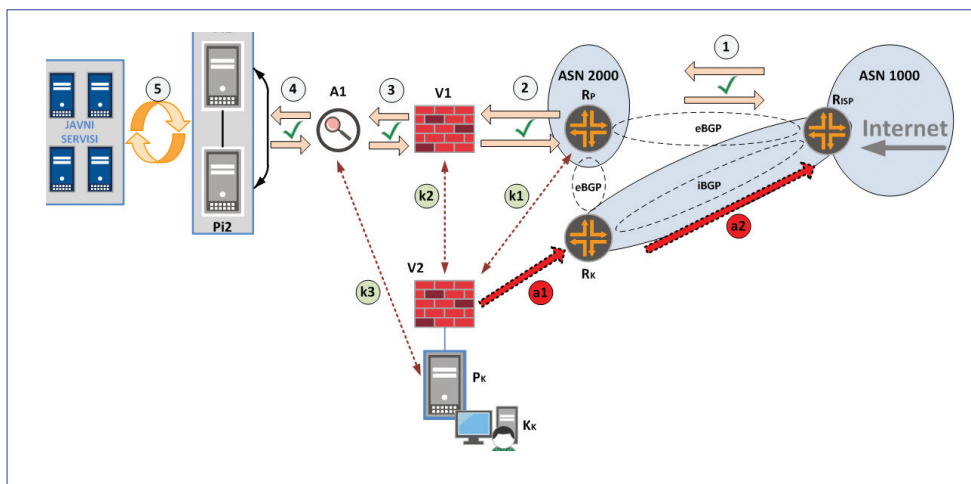 1
ASN 2000
ASN 1000
5
4
A1
3
V1
2
RP
RISP
JAVNI
SERVISI
eBGP
Internet
eBGP
iBGP
Pi2
k2
k1
a2
RK
V2
k3
a1
PK
KK